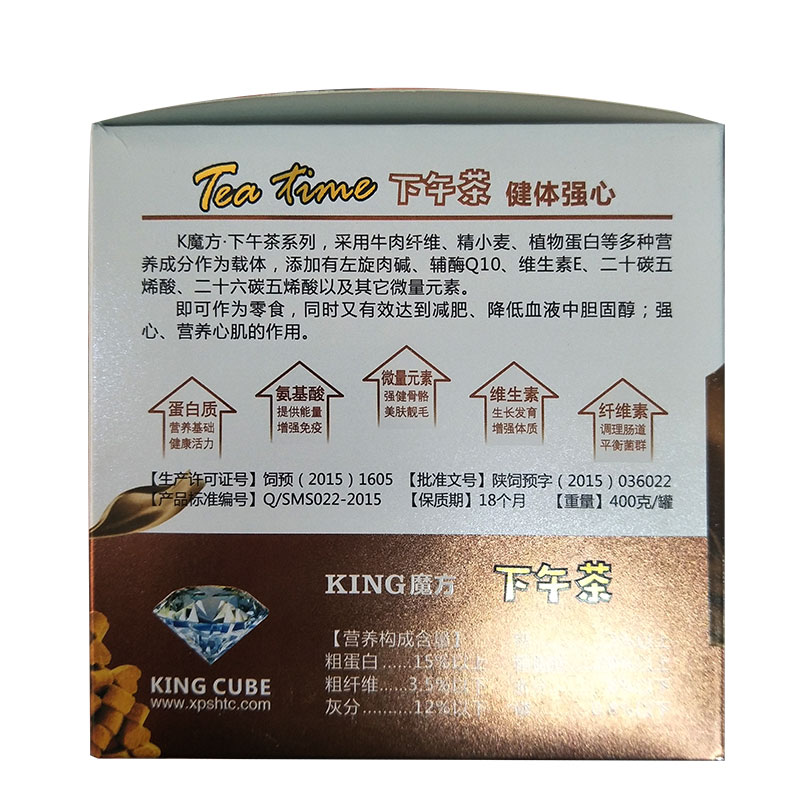 Tea time 下午茶 健体强心
K魔方·下午茶系列，采用牛肉纤维、精小麦、植物蛋白等多种营
养成分作为载体，添加有左旋肉碱、辅酶Q10、维生素E、二十碳五
烯酸、二十六碳五烯酸以及其它微量元素。
即可作为零食，同时又有效达到减肥、降低血液中胆固醇；强
心、营养心肌的作用。
蛋白质
营养基础
健康活力
氨基酸
提供能量
增强免疫
微量元素
强健骨骼
美肤靓毛
维生素
生长发育
增强体质
纤维素
调理肠道
平衡菌群
【生产许可证号】饲预（2015）1605 【批准文号】陕饲预字（2015）036022
【产品标准编号】Q/SMS022-2015 【保质期】18个月 【重量】400克/罐
KING魔方 下午茶
KING CUBE
www.xpshtc.com
【营养构成含量】
粗蛋白......15%以上
粗纤维...3.5%以下
灰分..........12%以下